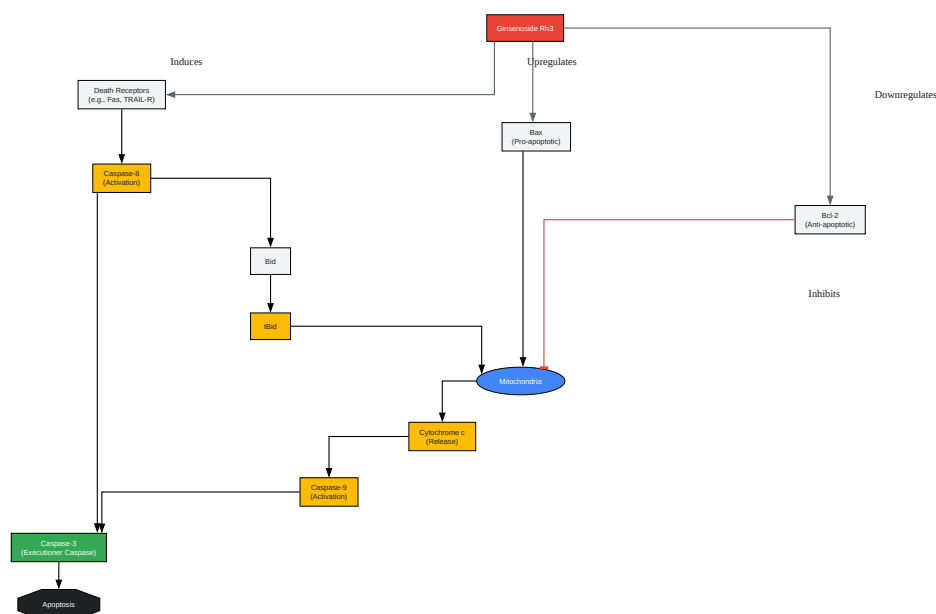 Ginsenoside Rh3
Induces
Upregulates
Death Receptors
(e.g., Fas, TRAIL-R)
Downregulates
Bax
(Pro-apoptotic)
Caspase-8
(Activation)
Bcl-2
(Anti-apoptotic)
Bid
Inhibits
tBid
Mitochondria
Cytochrome c
(Release)
Caspase-9
(Activation)
Caspase-3
(Executioner Caspase)
Apoptosis